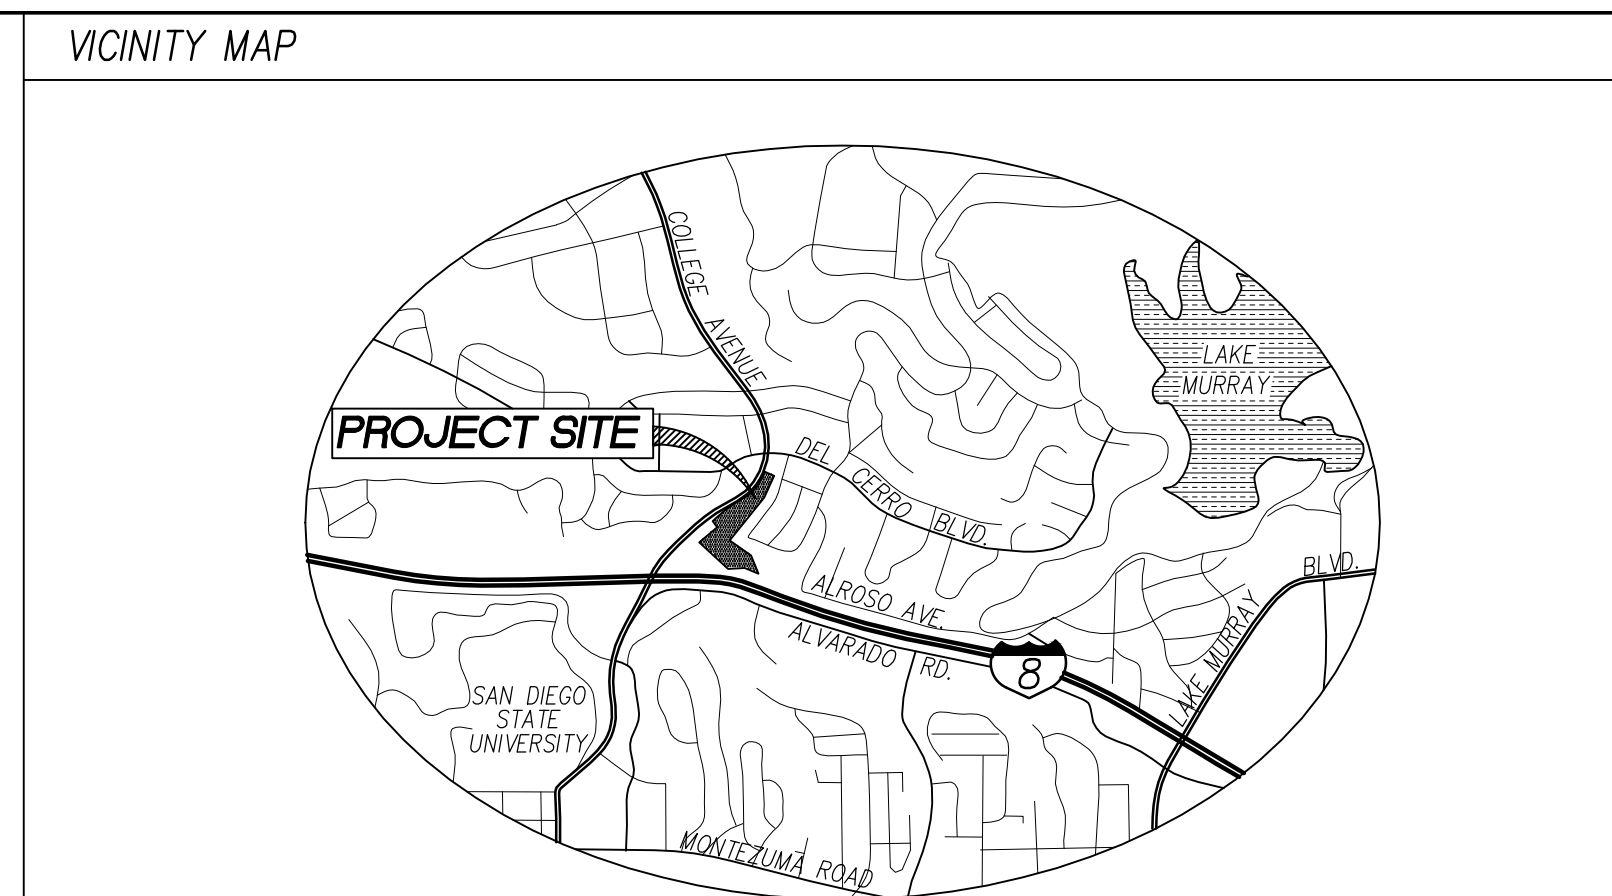 VICINITY MAP
COLLEGE AVENUE
LAKE
MURRAY
PROJECT SITE
DEL CERRO BLVD.
ALROSO AVE.
ALVARADO RD.
8
LAKE MURRAY BLVD.
SAN DIEGO
STATE
UNIVERSITY
MONTEZUMA ROAD